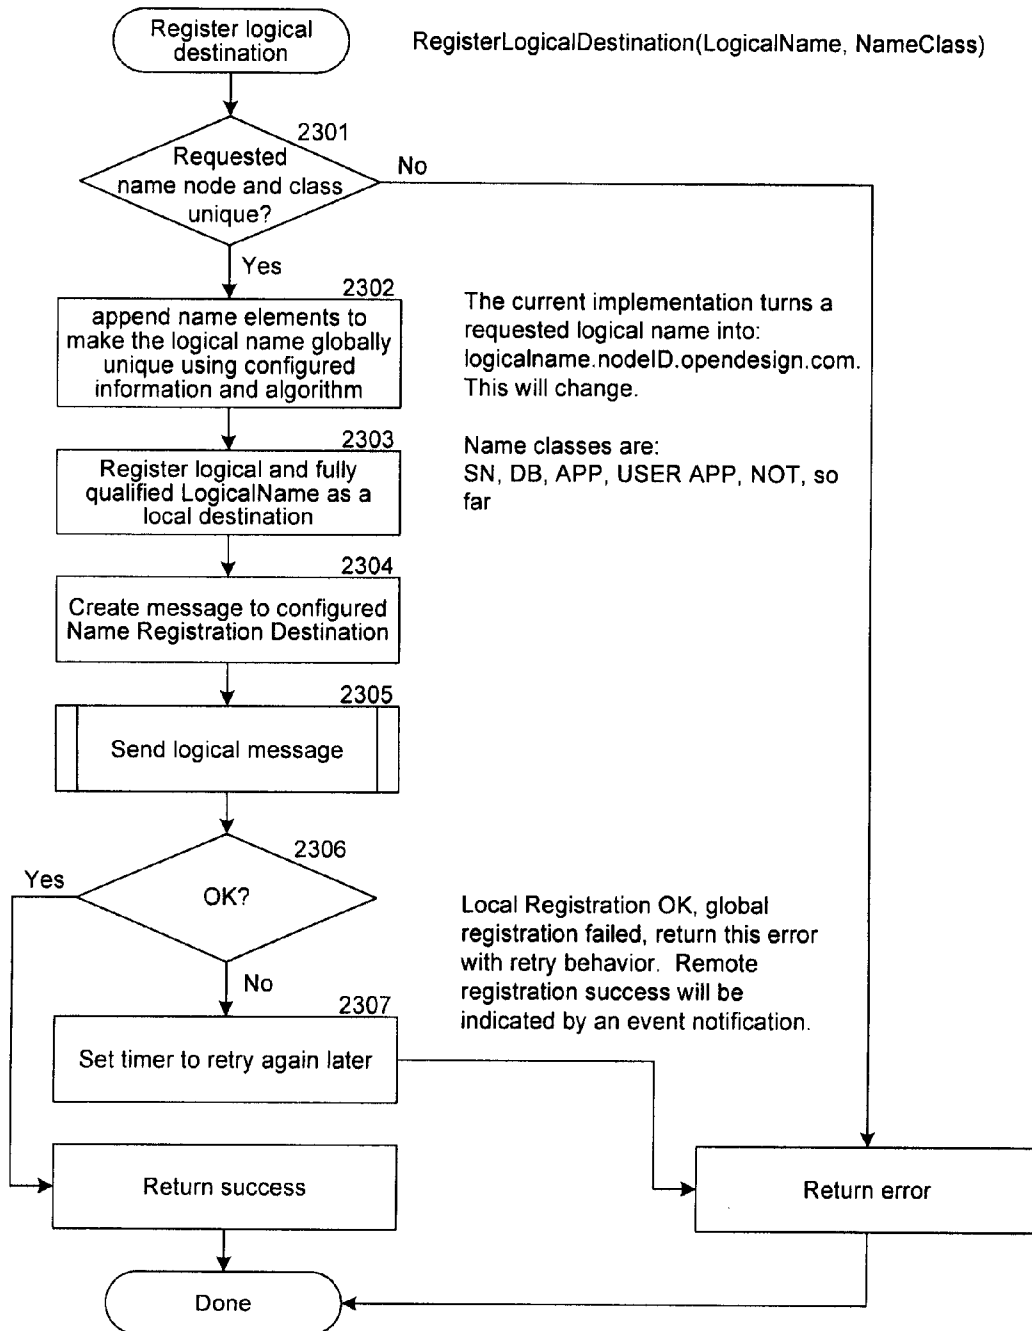 Register logical
destination
RegisterLogicalDestination(LogicalName, NameClass)
2301
Requested
name node and class
unique?
No
Yes
2302
append name elements to
make the logical name globally
unique using configured
information and algorithm
The current implementation turns a
requested logical name into:
logicalname.nodeID.opendesign.com.
This will change.
Name classes are:
SN, DB, APP, USER APP, NOT, so
far
2303
Register logical and fully
qualified LogicalName as a
local destination
2304
Create message to configured
Name Registration Destination
2305
Send logical message
2306
OK?
Yes
No
Local Registration OK, global
registration failed, return this error
with retry behavior. Remote
registration success will be
indicated by an event notification.
2307
Set timer to retry again later
Return success
Return error
Done